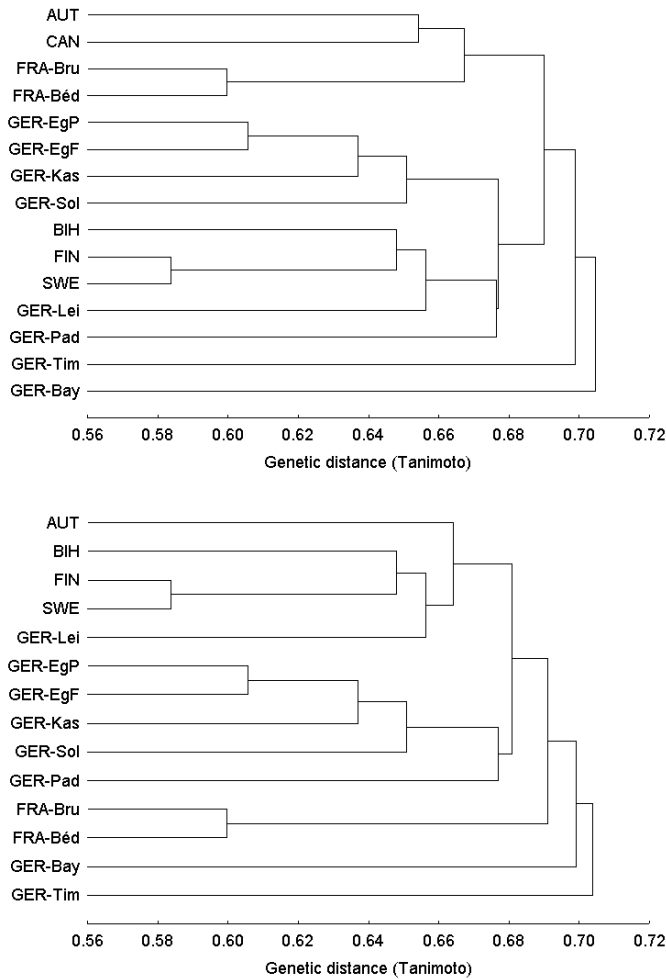 AUT
CAN
FRA-Bru
FRA-Béd
GER-EgP
GER-EgF
GER-Kas
GER-Sol
BIH
FIN
SWE
GER-Lei
GER-Pad
GER-Tim
GER-Bay
0.56 0.58 0.60 0.62 0.64 0.66 0.68 0.70 0.72
Genetic distance (Tanimoto)
AUT
BIH
FIN
SWE
GER-Lei
GER-EgP
GER-EgF
GER-Kas
GER-Sol
GER-Pad
FRA-Bru
FRA-Béd
GER-Bay
GER-Tim
0.56 0.58 0.60 0.62 0.64 0.66 0.68 0.70 0.72
Genetic distance (Tanimoto)